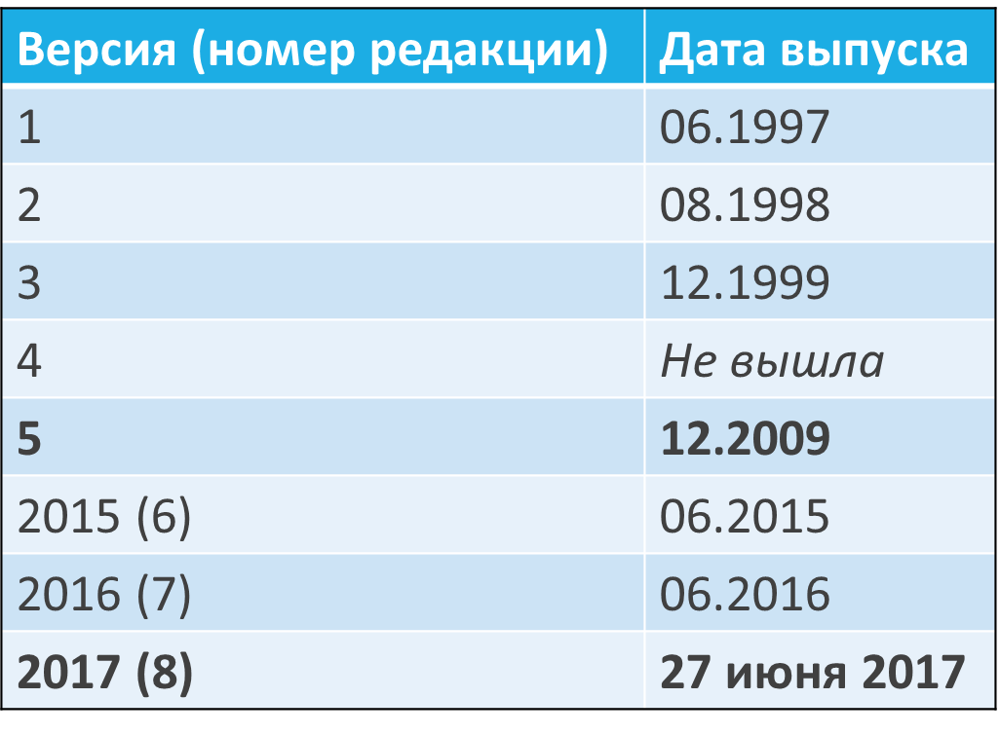 Версия (номер редакции) Дата выпуска
1 06.1997
2 08.1998
3 12.1999
4 Не вышла
5 12.2009
2015 (6) 06.2015
2016 (7) 06.2016
2017 (8) 27 июня 2017